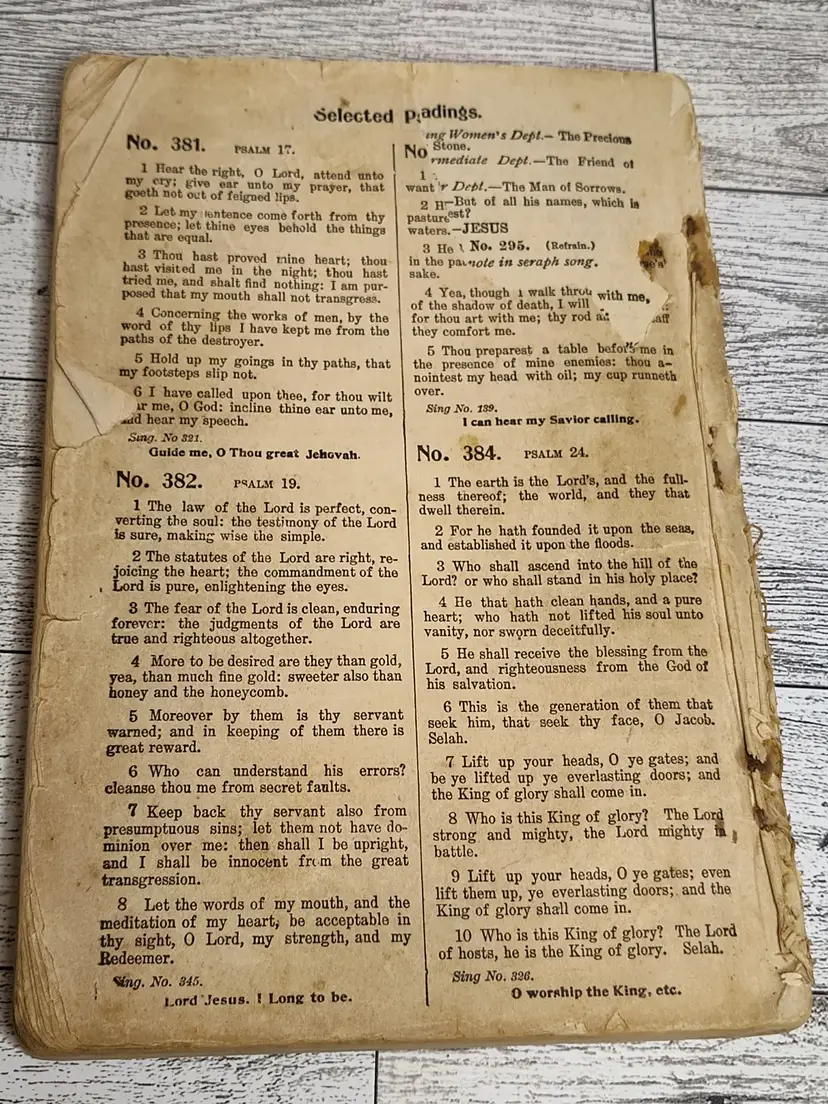 Selected adings.
No. 381. PSALM 17.
1 Hear the right, O Lord, attend unto
my cry; give ear unto my prayer, that
goeth not out of feigned lips.
2 Let my sentence come forth from thy
presence; let thine eyes behold the things
that are equal.
3 Thou hast proved mine heart; thou
hast visited me in the night; thou hast
tried me, and shalt find nothing: I am pur-
posed that my mouth shall not transgress.
4 Concerning the works of men, by the
word of thy lips I have kept me from the
paths of the destroyer.
5 Hold up my goings in thy paths, that
my footsteps slip not.
6 I have called upon thee, for thou wilt
me, O God: incline thine ear unto me,
and hear my speech.
Sing. No 321.
Guide me, O Thou great Jehovah.
No. 382. PSALM 19.
1 The law of the Lord is perfect, con-
verting the soul: the testimony of the Lord
is sure, making wise the simple.
2 The statutes of the Lord are right, re-
joicing the heart; the commandment of the
Lord is pure, enlightening the eyes.
3 The fear of the Lord is clean, enduring
forever: the judgments of the Lord are
true and righteous altogether.
4 More to be desired are they than gold,
yea, than much fine gold: sweeter also than
honey and the honeycomb.
5 Moreover by them is thy servant
warned; and in keeping of them there is
great reward.
6 Who can understand his errors?
cleanse thou me from secret faults.
7 Keep back thy servant also from
presumptuous sins; let them not have do-
minion over me: then shall I be upright,
and I shall be innocent from the great
transgression.
8 Let the words of my mouth, and the
meditation of my heart, be acceptable in
thy sight, O Lord, my strength, and my
Redeemer.
Sing. No. 345.
Lord Jesus. I Long to be.
ing Women's Dept.— The Precious
Stone.
No
rmediate Dept.—The Friend of
1
want r Dept.—The Man of Sorrows.
2 H —But of all his names, which is
pasture est?
waters.—JESUS
3 He No. 295. (Refrain.)
in the pa note in seraph song.
sake.
4 Yea, though I walk throu with me,
of the shadow of death, I will
for thou art with me; thy rod a aff
they comfort me.
5 Thou preparest a table before me in
the presence of mine enemies: thou a-
nointest my head with oil; my cup runneth
over.
Sing No. 139.
I can hear my Savior calling.
No. 384. PSALM 24.
1 The earth is the Lord's, and the full-
ness thereof; the world, and they that
dwell therein.
2 For he hath founded it upon the seas,
and established it upon the floods.
3 Who shall ascend into the hill of the
Lord? or who shall stand in his holy place?
4 He that hath clean hands, and a pure
heart; who hath not lifted his soul unto
vanity, nor sworn deceitfully.
5 He shall receive the blessing from the
Lord, and righteousness from the God of
his salvation.
6 This is the generation of them that
seek him, that seek thy face, O Jacob.
Selah.
7 Lift up your heads, O ye gates; and
be ye lifted up ye everlasting doors; and
the King of glory shall come in.
8 Who is this King of glory? The Lord
strong and mighty, the Lord mighty in
battle.
9 Lift up your heads, O ye gates; even
lift them up, ye everlasting doors; and the
King of glory shall come in.
10 Who is this King of glory? The Lord
of hosts, he is the King of glory. Selah.
Sing No. 326.
O worship the King, etc.